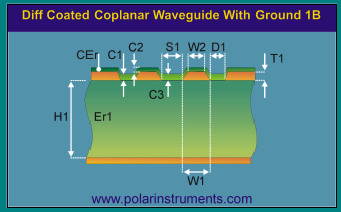 Diff Coated Coplanar Waveguide With Ground 1B
C2 S1 W2 D1
CEr C1 T1
C3
H1 Er1
W1
www.polarinstruments.com